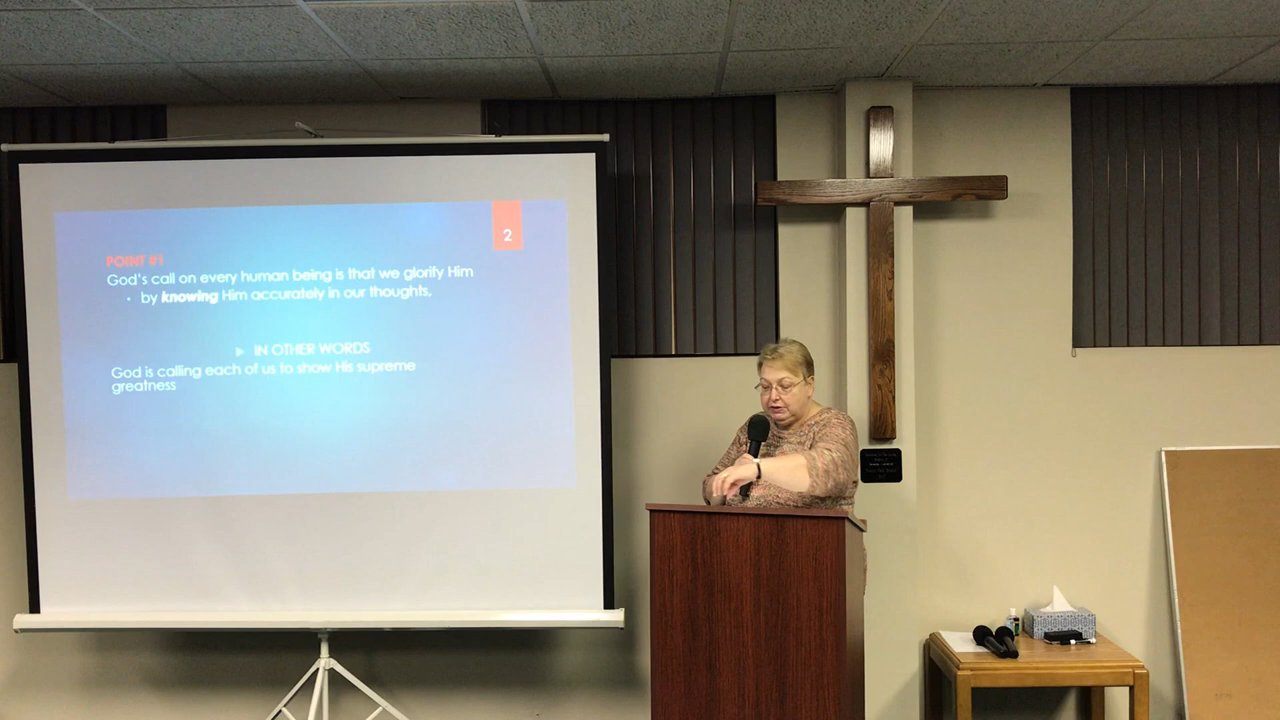 2
POINT #1
God's call on every human being is that we glorify Him
• by knowing Him accurately in our thoughts,
IN OTHER WORDS
God is calling each of us to show His supreme
greatness